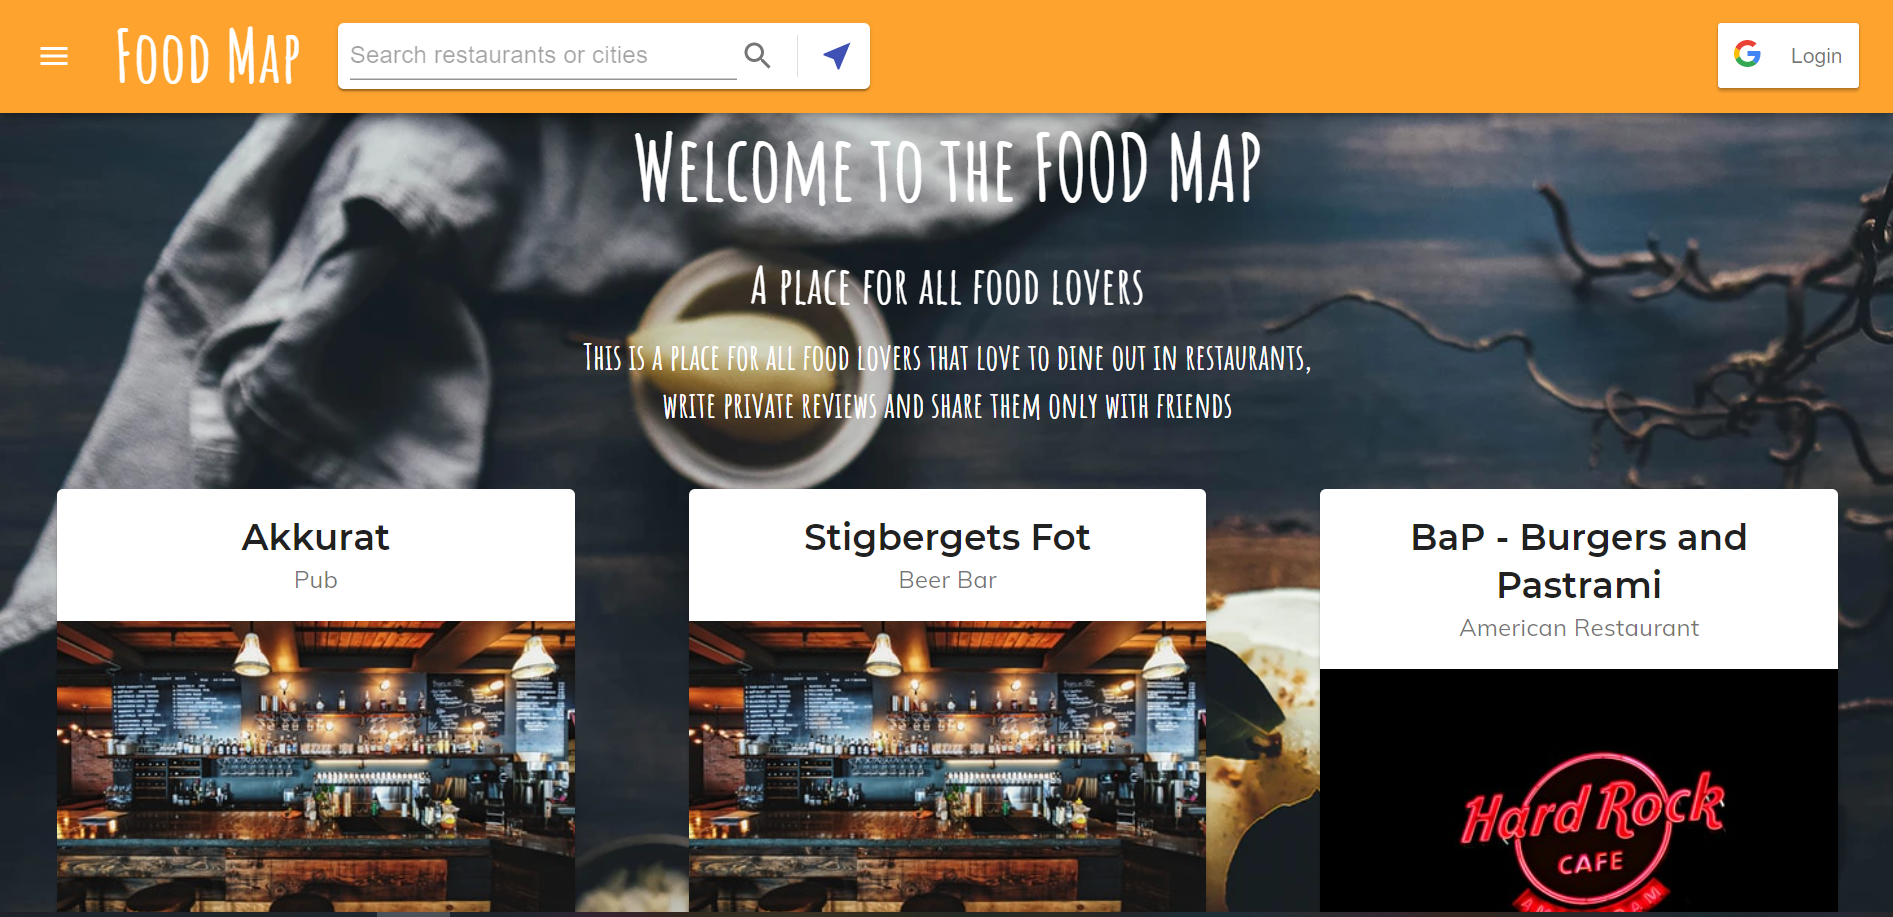 Food Map
Search restaurants or cities
Login
Welcome to the FOOD MAP
A place for all food lovers
This is a place for all food lovers that love to dine out in restaurants,
write private reviews and share them only with friends
Akkurat
Pub
Stigbergets Fot
Beer Bar
BaP - Burgers and
Pastrami
American Restaurant
Hard Rock
CAFE